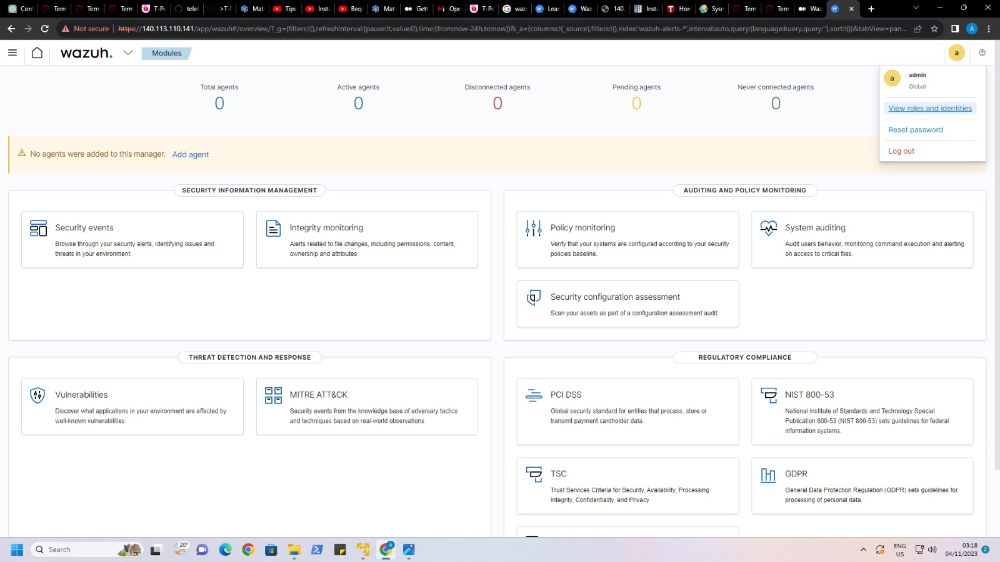 Con
Term
Term
Term
T-Po
telek
>T-F
Mat
Tips
Insta
Beq
Mat
Gett
Ope
T-Po
waz
Lear
Waz
140.
Insta
Hon
Sysn
Term
Term
Waz
Not secure https://140.113.110.141/app/wazuh#/overview/?_g=(filters:!(),refreshInterval:(pause:!t,value:0),time:(from:now-24h,to:now))&_a=(columns:!(_source),filters:!(),index:'wazuh-alerts-*',interval:auto,query:(language:kuery,query:''),sort:!())&tabView=pan...
A
wazuh.
Modules
a
Total agents
0
Active agents
0
Disconnected agents
0
Pending agents
0
Never connected agents
0
a
admin
Global
View roles and identities
Reset password
Log out
No agents were added to this manager. Add agent
SECURITY INFORMATION MANAGEMENT
Security events
Browse through your security alerts, identifying issues and
threats in your environment.
Integrity monitoring
Alerts related to file changes, including permissions, content,
ownership and attributes.
AUDITING AND POLICY MONITORING
Policy monitoring
Verify that your systems are configured according to your security
policies baseline.
System auditing
Audit users behavior, monitoring command execution and alerting
on access to critical files.
Security configuration assessment
Scan your assets as part of a configuration assessment audit.
THREAT DETECTION AND RESPONSE
Vulnerabilities
Discover what applications in your environment are affected by
well-known vulnerabilities.
MITRE ATT&CK
Security events from the knowledge base of adversary tactics
and techniques based on real-world observations
REGULATORY COMPLIANCE
PCI DSS
Global security standard for entities that process, store or
transmit payment cardholder data.
NIST 800-53
National Institute of Standards and Technology Special
Publication 800-53 (NIST 800-53) sets guidelines for federal
information systems.
TSC
Trust Services Criteria for Security, Availability, Processing
Integrity, Confidentiality, and Privacy
GDPR
General Data Protection Regulation (GDPR) sets guidelines for
processing of personal data.
Search
20°
A
ENG
US
03:18
04/11/2023
2